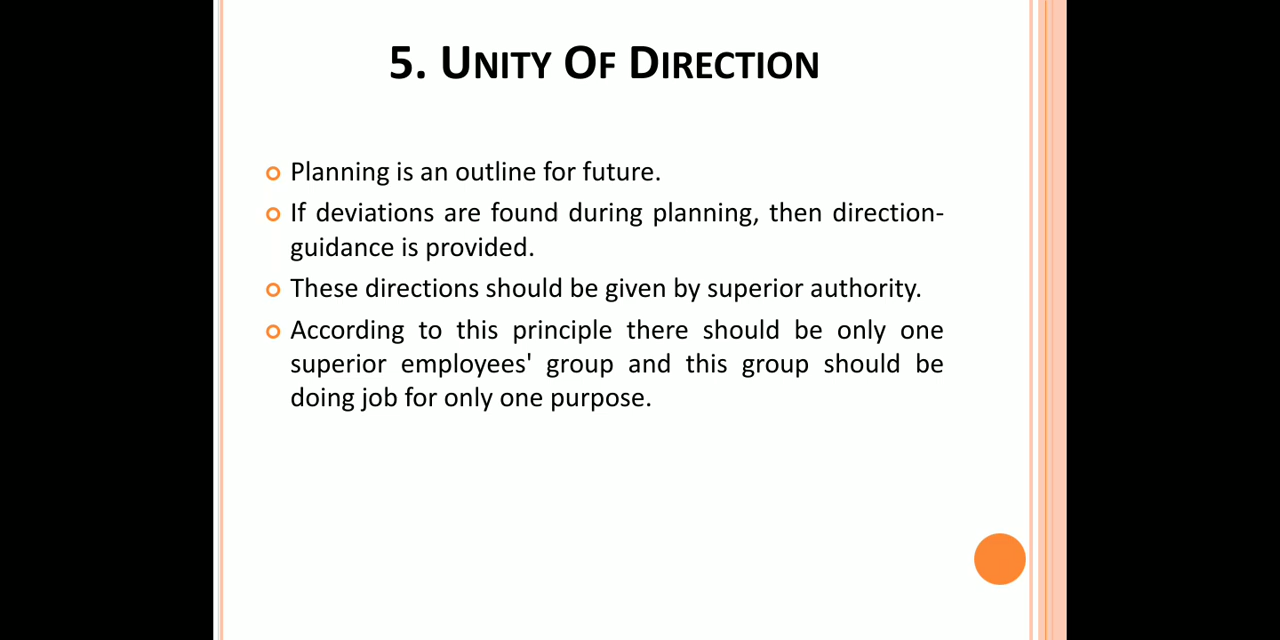 5. UNITY OF DIRECTION
Planning is an outline for future.
If deviations are found during planning, then direction-
guidance is provided.
These directions should be given by superior authority.
According to this principle there should be only one
superior employees' group and this group should be
doing job for only one purpose.